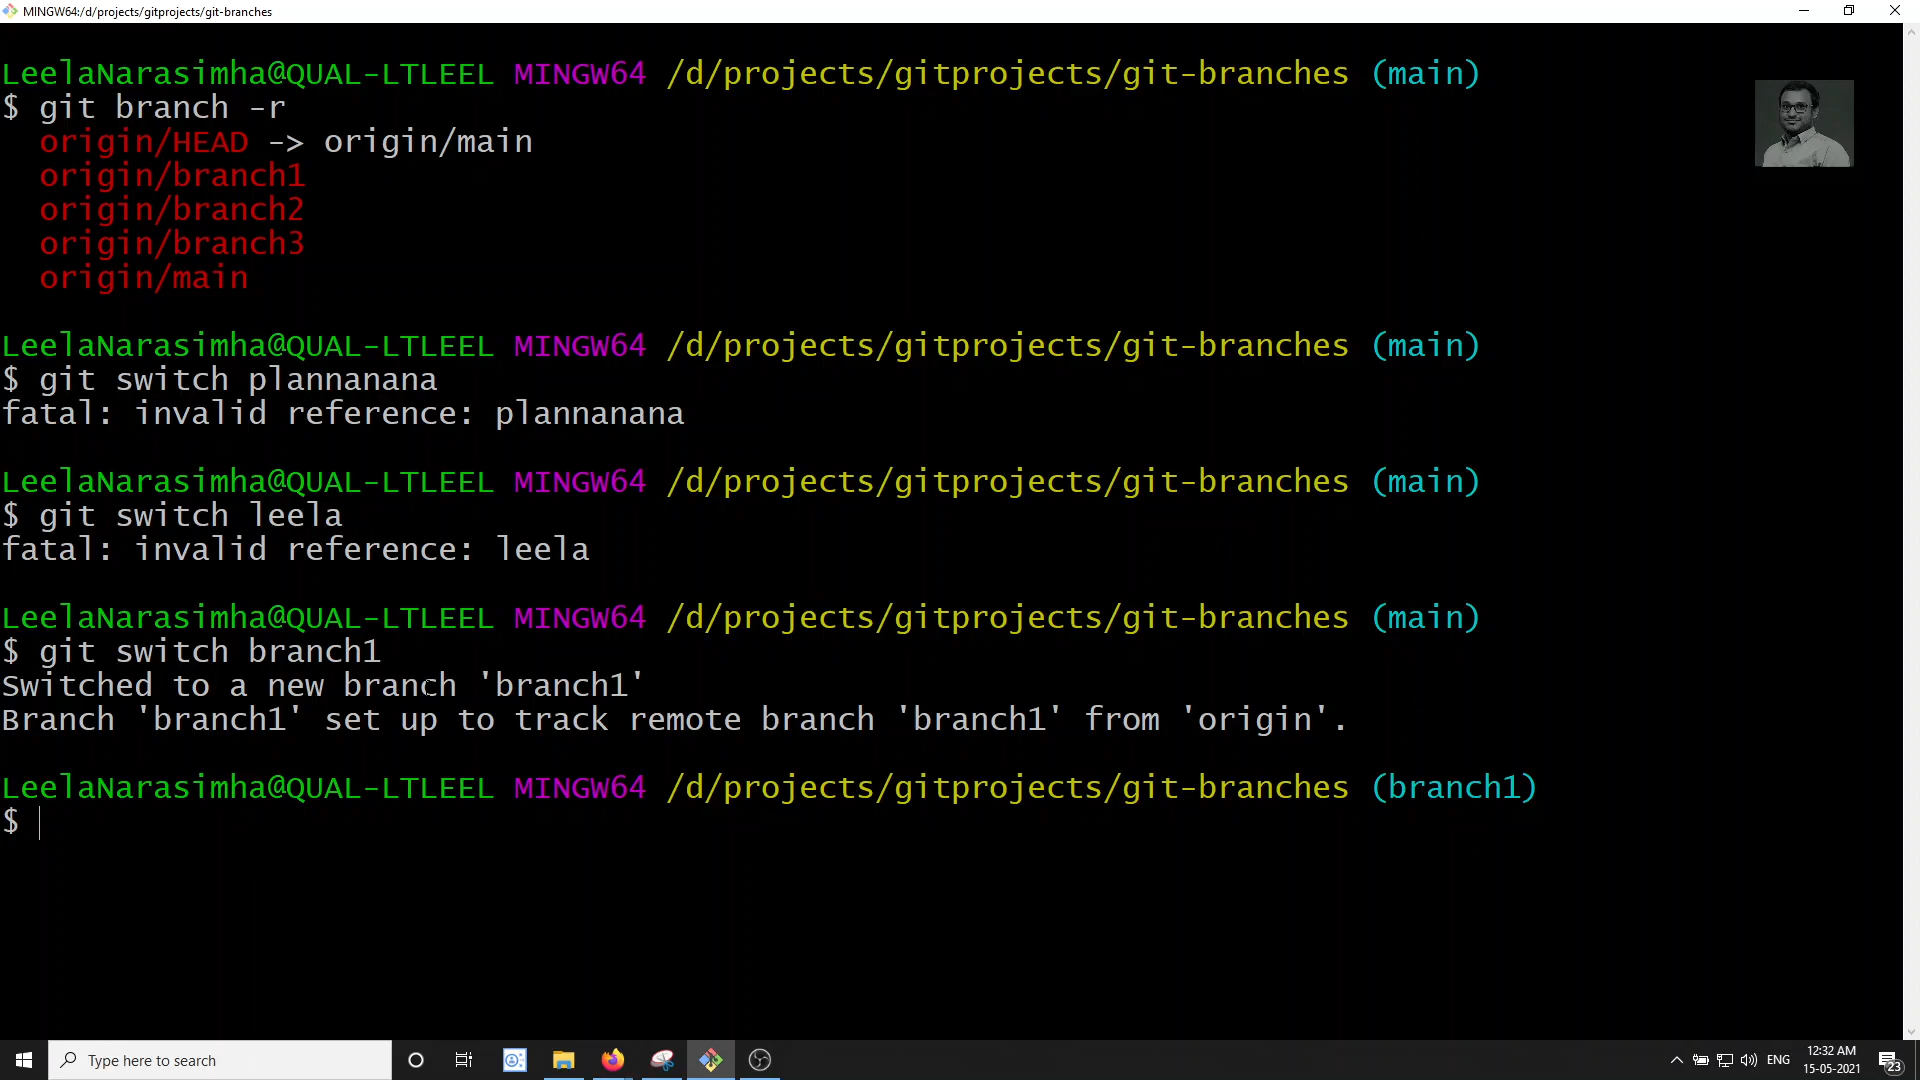 MINGW64:/d/projects/gitprojects/git-branches
LeelaNarasimha@QUAL-LTLEEL MINGW64 /d/projects/gitprojects/git-branches (main)
$ git branch -r
origin/HEAD -> origin/main
origin/branch1
origin/branch2
origin/branch3
origin/main
LeelaNarasimha@QUAL-LTLEEL MINGW64 /d/projects/gitprojects/git-branches (main)
$ git switch plannanana
fatal: invalid reference: plannanana
LeelaNarasimha@QUAL-LTLEEL MINGW64 /d/projects/gitprojects/git-branches (main)
$ git switch leela
fatal: invalid reference: leela
LeelaNarasimha@QUAL-LTLEEL MINGW64 /d/projects/gitprojects/git-branches (main)
$ git switch branch1
Switched to a new branch 'branch1'
Branch 'branch1' set up to track remote branch 'branch1' from 'origin'.
LeelaNarasimha@QUAL-LTLEEL MINGW64 /d/projects/gitprojects/git-branches (branch1)
$
Type here to search
ENG
12:32 AM
15-05-2021
23